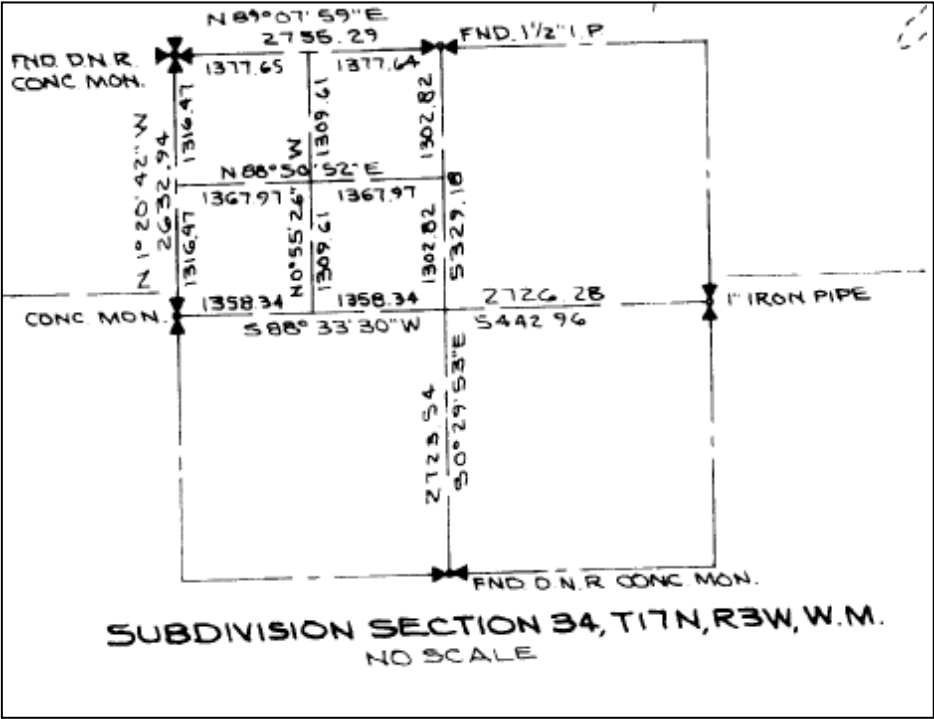 N 89°07'59"E
2755.29
FND. D.N.R.
CONC. MON.
FND. 1 1/2" I.P.
1377.65
1377.64
N 1°20'42"W
2632.94
1316.47
1309.61
1302.82
N 88°50'52"E
1367.97
1367.97
1316.47
N0°55'26"W
1309.61
1302.82
5329.18
1358.34
1358.34
2726.28
1" IRON PIPE
CONC. MON.
S 88° 33' 30"W
5442.96
2723.54
S0°29'53"E
FND. D.N.R CONC. MON.
SUBDIVISION SECTION 34, T17N, R3W, W.M.
NO SCALE